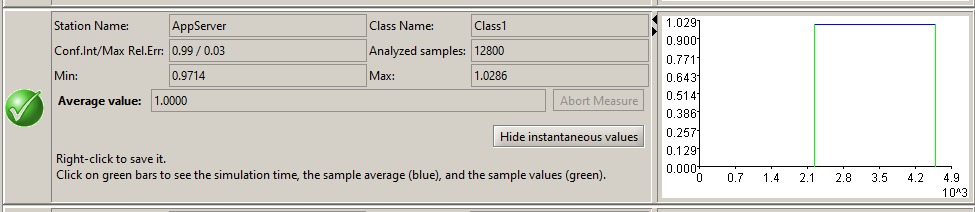 Station Name: AppServer Class Name: Class1
Conf.Int/Max Rel.Err: 0.99 / 0.03 Analyzed samples: 12800
Min: 0.9714 Max: 1.0286
Average value: 1.0000 Abort Measure
Hide instantaneous values
Right-click to save it.
Click on green bars to see the simulation time, the sample average (blue), and the sample values (green).
1.029
0.900
0.771
0.643
0.514
0.386
0.257
0.129
0.000
0 0.7 1.4 2.1 2.8 3.5 4.2 4.9
10^3